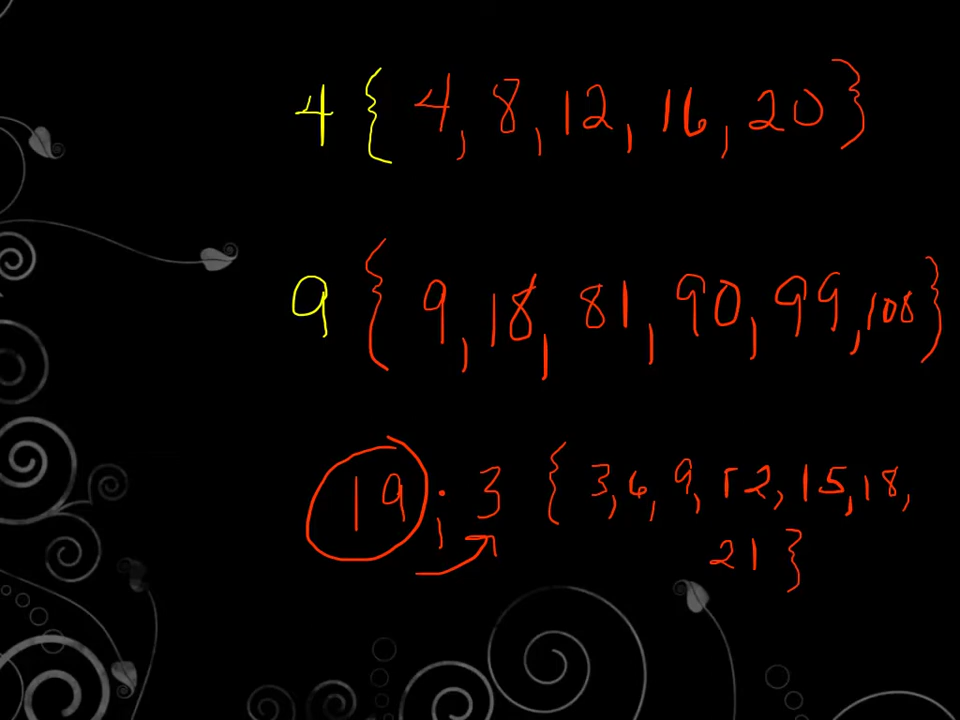 4 { 4, 8, 12, 16, 20 }
9 { 9, 18, 81, 90, 99, 108 }
19 ; 3 { 3, 6, 9, 12, 15, 18,
21 }